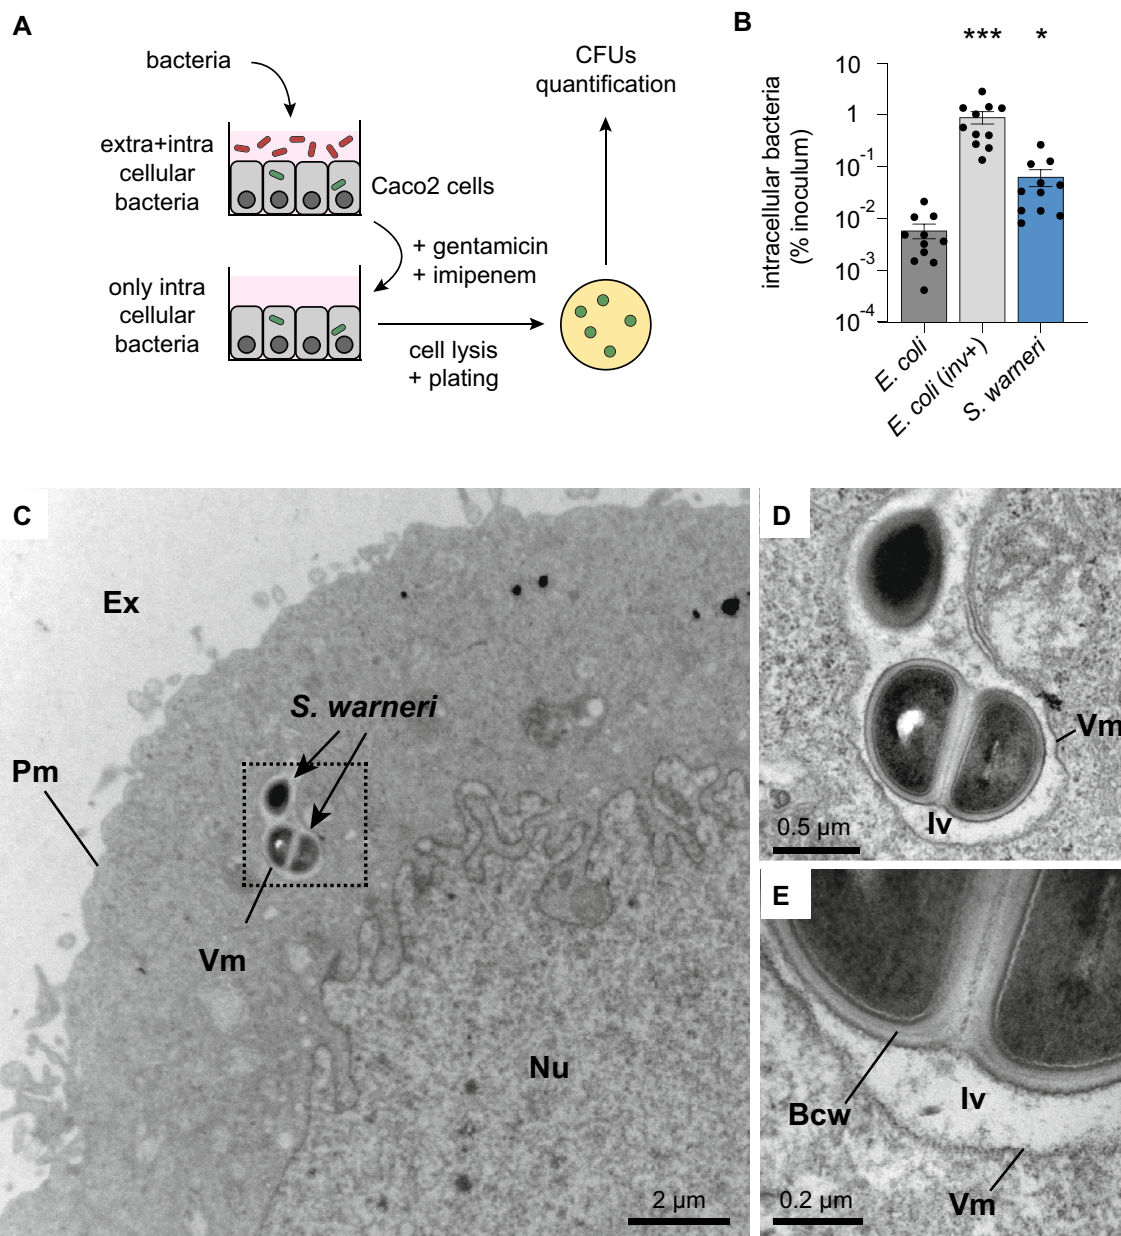 A
bacteria
extra+intra
cellular
bacteria
Caco2 cells
+ gentamicin
+ imipenem
only intra
cellular
bacteria
cell lysis
+ plating
CFUs
quantification
B
*** *
intracellular bacteria
(% inoculum)
10
1
10-1
10-2
10-3
10-4
E. coli
E. coli (inv+)
S. warneri
C
Ex
S. warneri
Pm
Vm
Nu
2 µm
D
Vm
Iv
0.5 µm
E
Bcw
Iv
Vm
0.2 µm